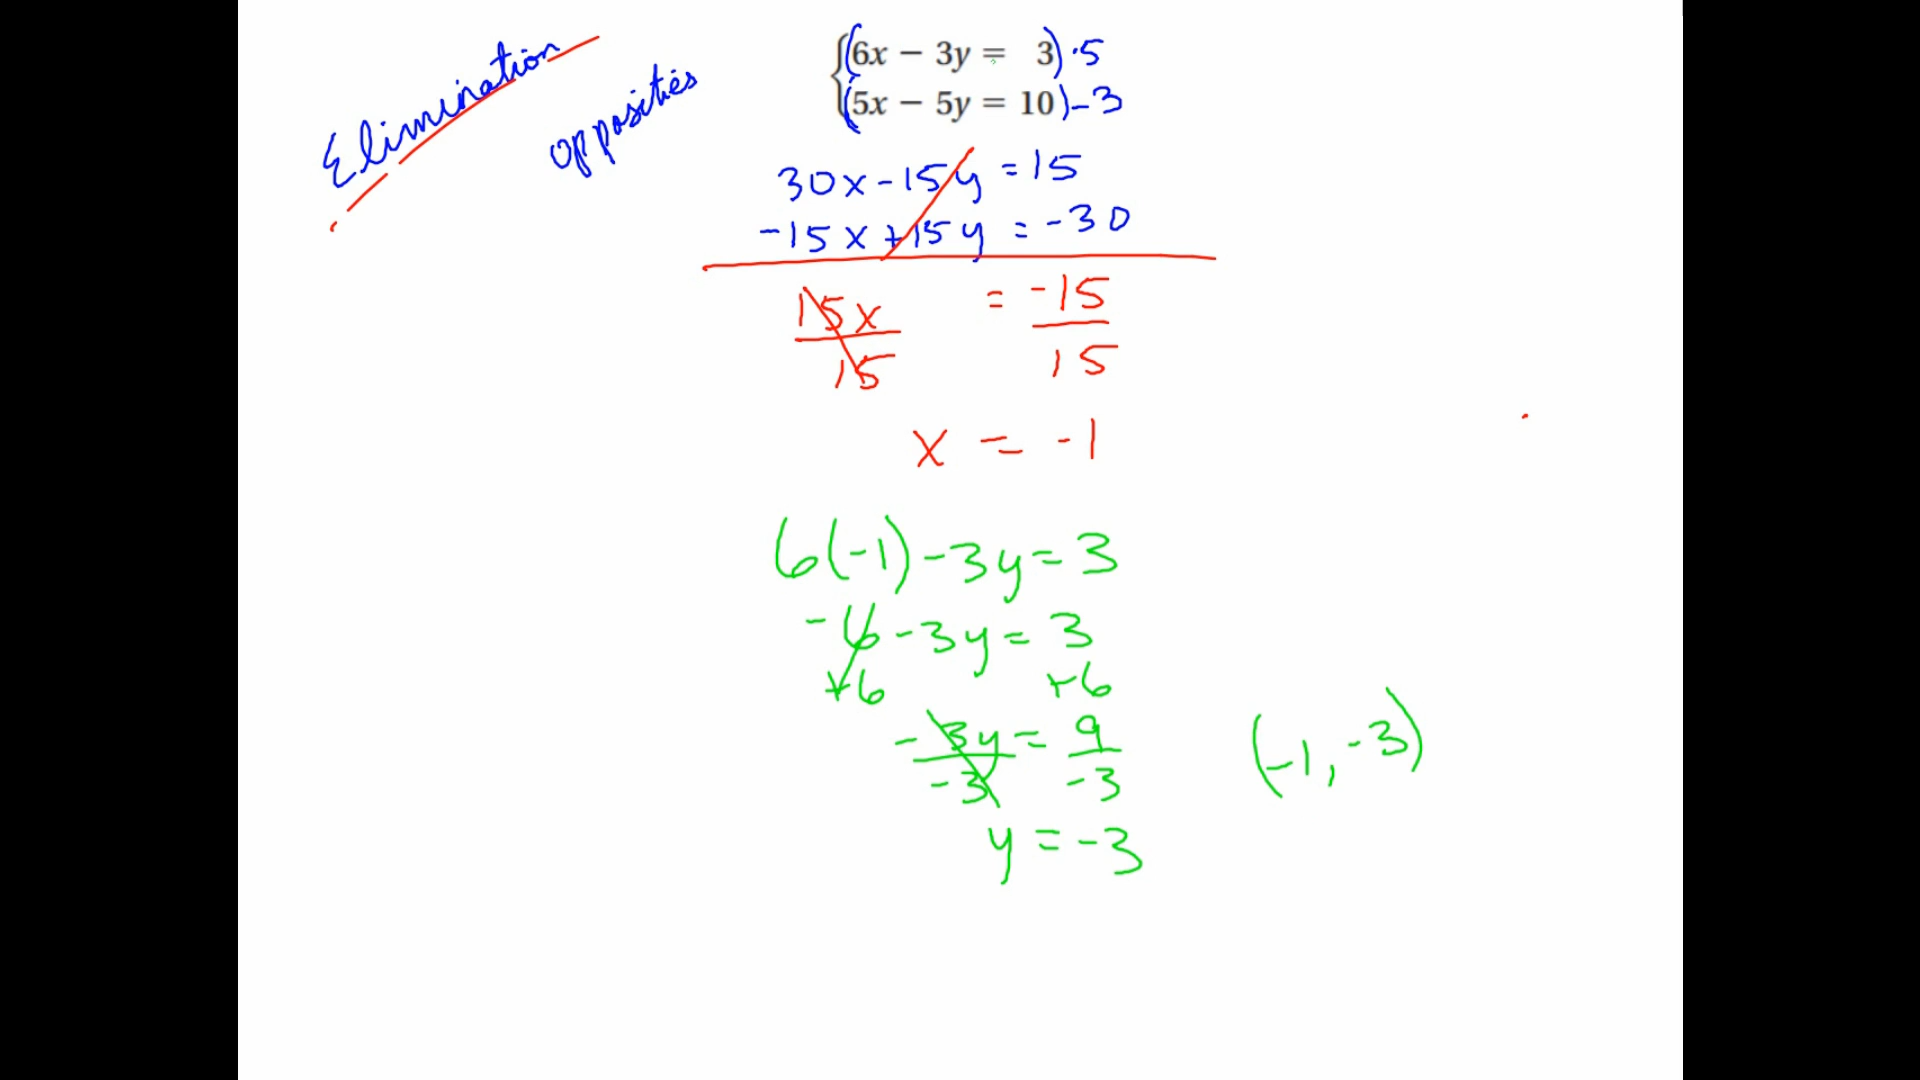 Elimination
opposities
(6x − 3y = 3) · 5
(5x − 5y = 10) - 3
30x - 15y = 15
-15x + 15y = -30
15x = -15
15 15
x = -1
6(-1) - 3y = 3
-6 - 3y = 3
+6 +6
-3y = 9
-3 -3
(-1, -3)
y = -3